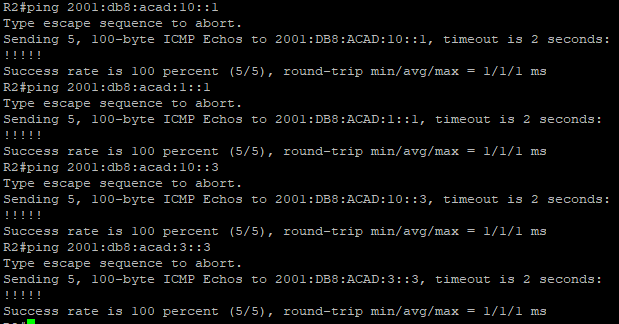 R2#ping 2001:db8:acad:10::1
Type escape sequence to abort.
Sending 5, 100-byte ICMP Echos to 2001:DB8:ACAD:10::1, timeout is 2 seconds:
!!!!!
Success rate is 100 percent (5/5), round-trip min/avg/max = 1/1/1 ms
R2#ping 2001:db8:acad:1::1
Type escape sequence to abort.
Sending 5, 100-byte ICMP Echos to 2001:DB8:ACAD:1::1, timeout is 2 seconds:
!!!!!
Success rate is 100 percent (5/5), round-trip min/avg/max = 1/1/1 ms
R2#ping 2001:db8:acad:10::3
Type escape sequence to abort.
Sending 5, 100-byte ICMP Echos to 2001:DB8:ACAD:10::3, timeout is 2 seconds:
!!!!!
Success rate is 100 percent (5/5), round-trip min/avg/max = 1/1/1 ms
R2#ping 2001:db8:acad:3::3
Type escape sequence to abort.
Sending 5, 100-byte ICMP Echos to 2001:DB8:ACAD:3::3, timeout is 2 seconds:
!!!!!
Success rate is 100 percent (5/5), round-trip min/avg/max = 1/1/1 ms
R2#